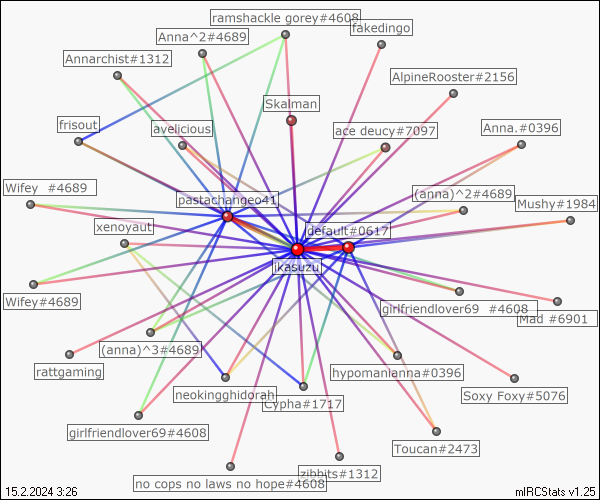 ramshackle gorey#4608
fakedingo
Anna^2#4689
Annarchist#1312
AlpineRooster#2156
Skalman
frisout
avelicious
ace deucy#7097
Anna.#0396
Wifey   #4689
pastachangeo41
(anna)^2#4689
Mushy#1984
xenoyaut
default#0617
jkasuzu
Wifey#4689
girlfriendlover69   #4608
Mad #6901
(anna)^3#4689
rattgaming
hypomanianna#0396
neokingghidorah
Cypha#1717
Soxy Foxy#5076
girlfriendlover69#4608
Toucan#2473
zibbits#1312
no cops no laws no hope#4608
15.2.2024 3:26
mIRCStats v1.25